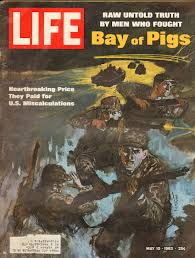 LIFE
RAW UNTOLD TRUTH
BY MEN WHO FOUGHT
Bay of Pigs
Heartbreaking Price
They Paid for
U.S. Miscalculations
MAY 10 · 1963 · 25¢